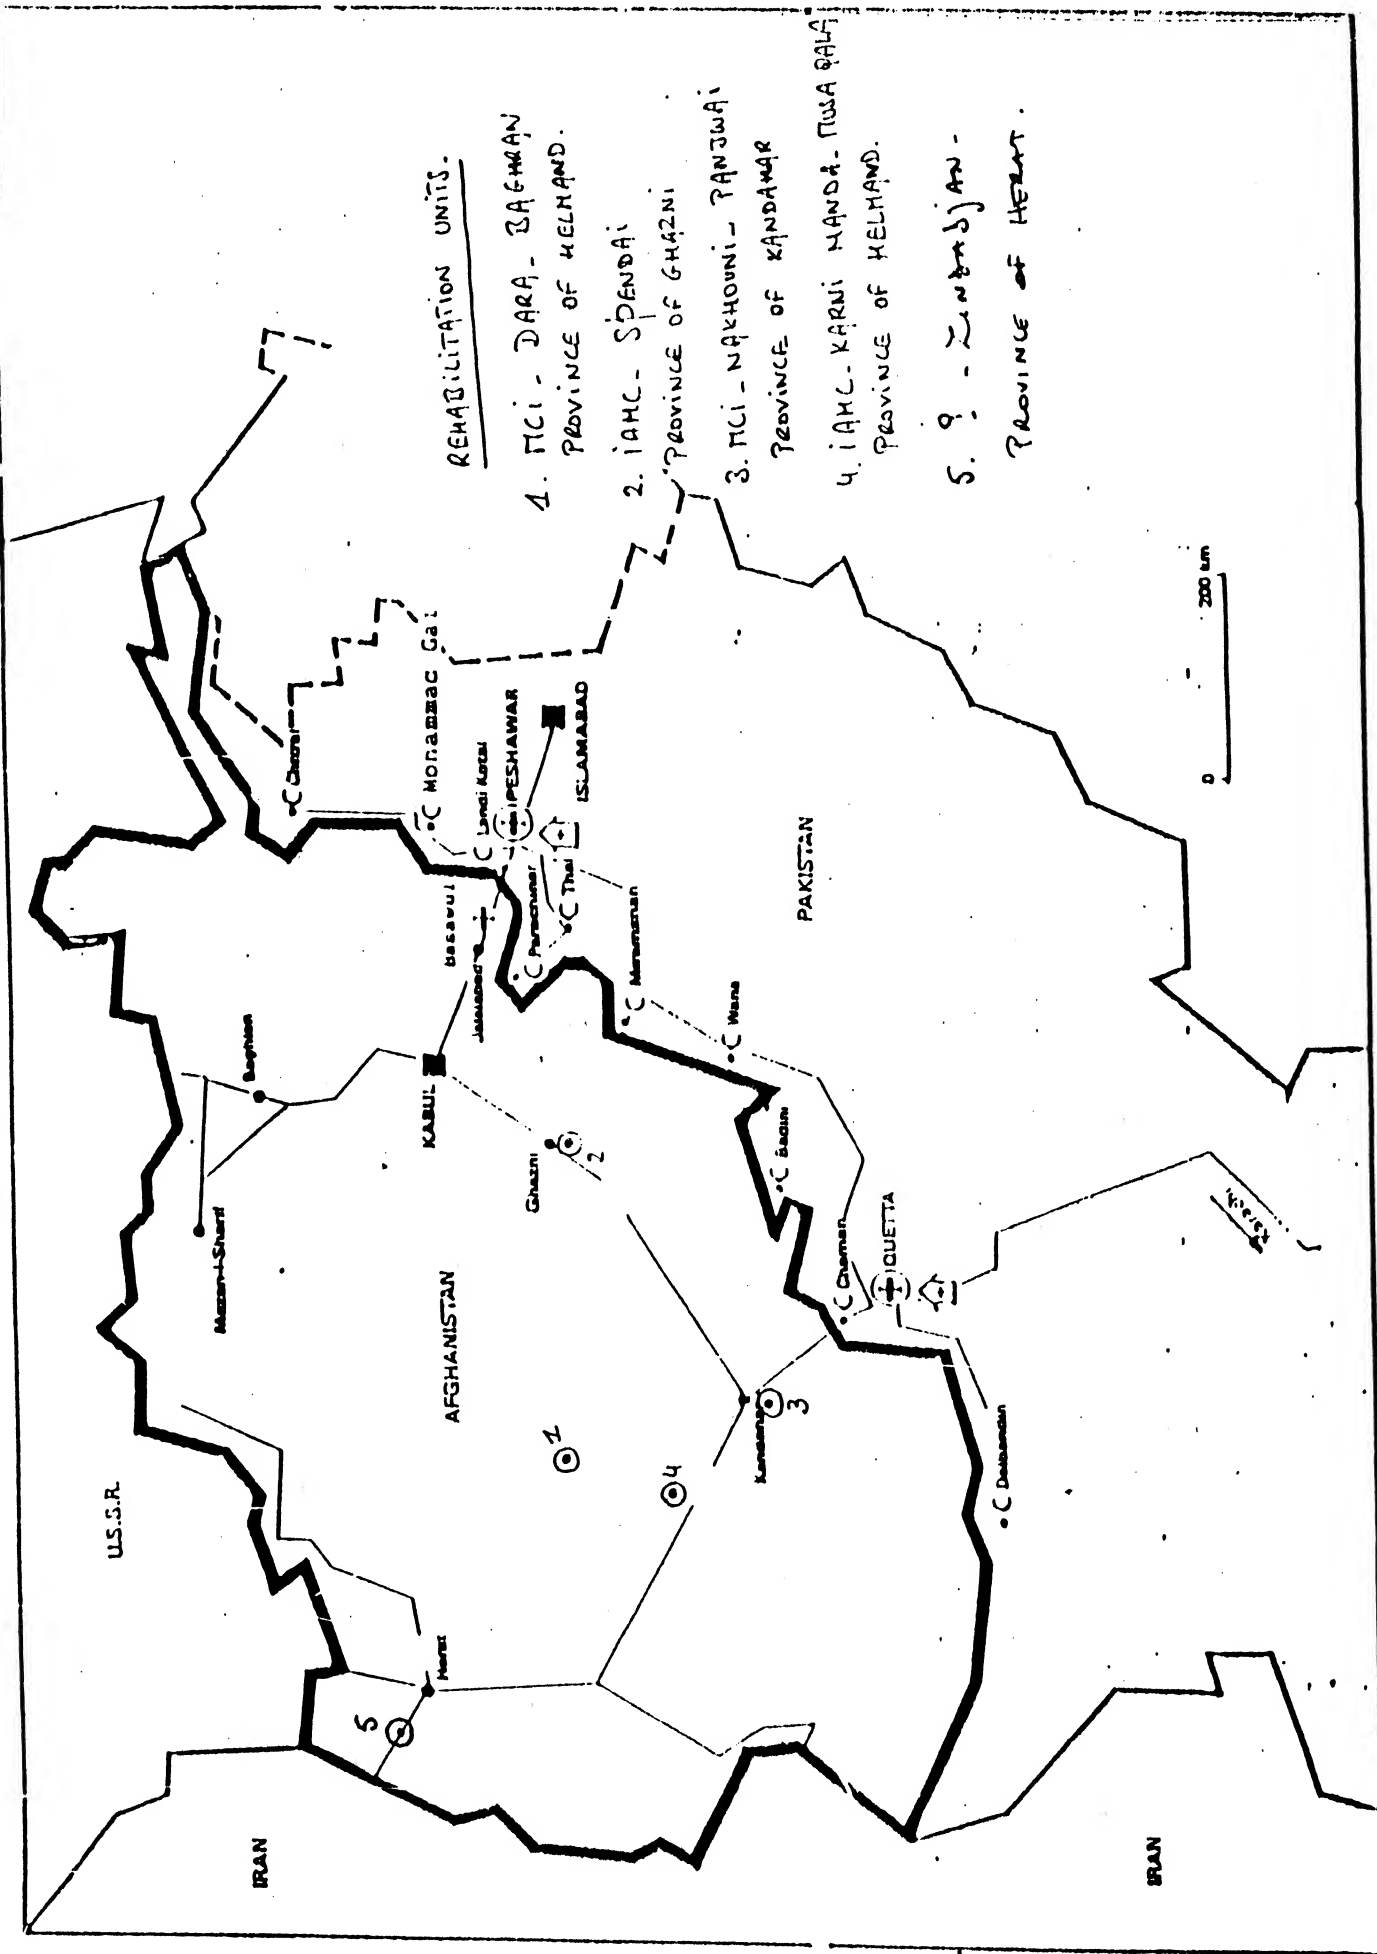 REHABILITATION UNITS.
1. MCI - DARA - BAGHRAN
PROVINCE OF HELMAND.
2. IAHC - SPENDAI
PROVINCE OF GHAZNI
3. MCI - NAKHOUNI - PANJWAI
PROVINCE OF KANDAHAR
4. IAHC - KARNI MANDA - MUSA QALA
PROVINCE OF HELMAND.
5. ? - ZINDADJAN -
PROVINCE OF HERAT.
U.S.S.R.
IRAN
IRAN
AFGHANISTAN
PAKISTAN
Mazar-i-Sharif
Baghlan
KABUL
Jalalabad
Basavul
Ghazni
2
1
4
3
5
Herat
Kandahar
Chitral
Mohammad Gat
Landi Kotal
PESHAWAR
ISLAMABAD
Parachinar
Thal
Miramshah
Wana
Badini
Chaman
QUETTA
Dalbandin
0
200 km